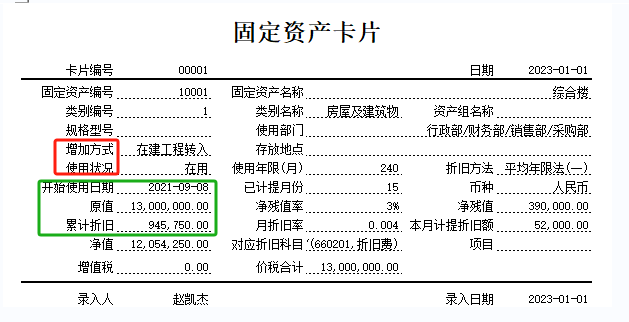 固定资产卡片
卡片编号 00001 日期 2023-01-01
固定资产编号 10001 固定资产名称 综合楼
类别编号 1 类别名称 房屋及建筑物 资产组名称
规格型号 使用部门 行政部/财务部/销售部/采购部
增加方式 在建工程转入 存放地点
使用状况 在用 使用年限(月) 240 折旧方法 平均年限法(一)
开始使用日期 2021-09-08 已计提月份 15 币种 人民币
原值 13,000,000.00 净残值率 3% 净残值 390,000.00
累计折旧 945,750.00 月折旧率 0.004 本月计提折旧额 52,000.00
净值 12,054,250.00 对应折旧科目 '(660201,折旧费) 项目
增值税 0.00 价税合计 13,000,000.00
录入人 赵凯杰 录入日期 2023-01-01